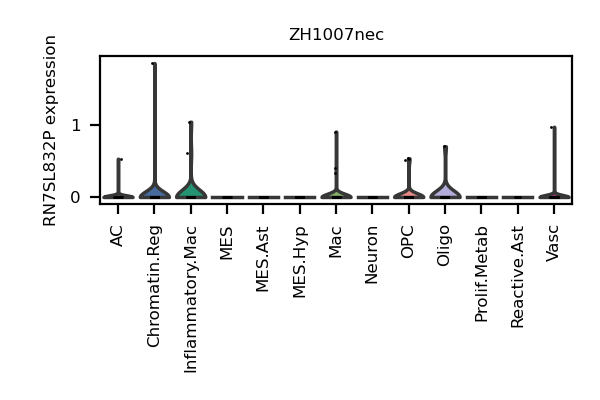 ZH1007nec
RN7SL832P expression
1
0
AC
Chromatin.Reg
Inflammatory.Mac
MES
MES.Ast
MES.Hyp
Mac
Neuron
OPC
Oligo
Prolif.Metab
Reactive.Ast
Vasc